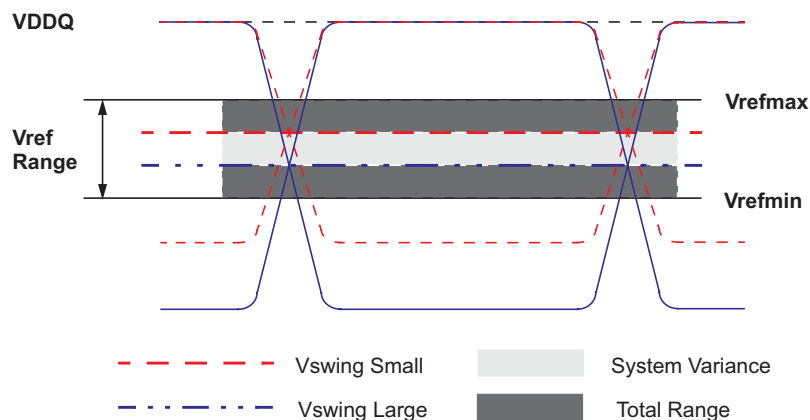 VDDQ
Vrefmax
Vref
Range
Vrefmin
Vswing Small
System Variance
Vswing Large
Total Range